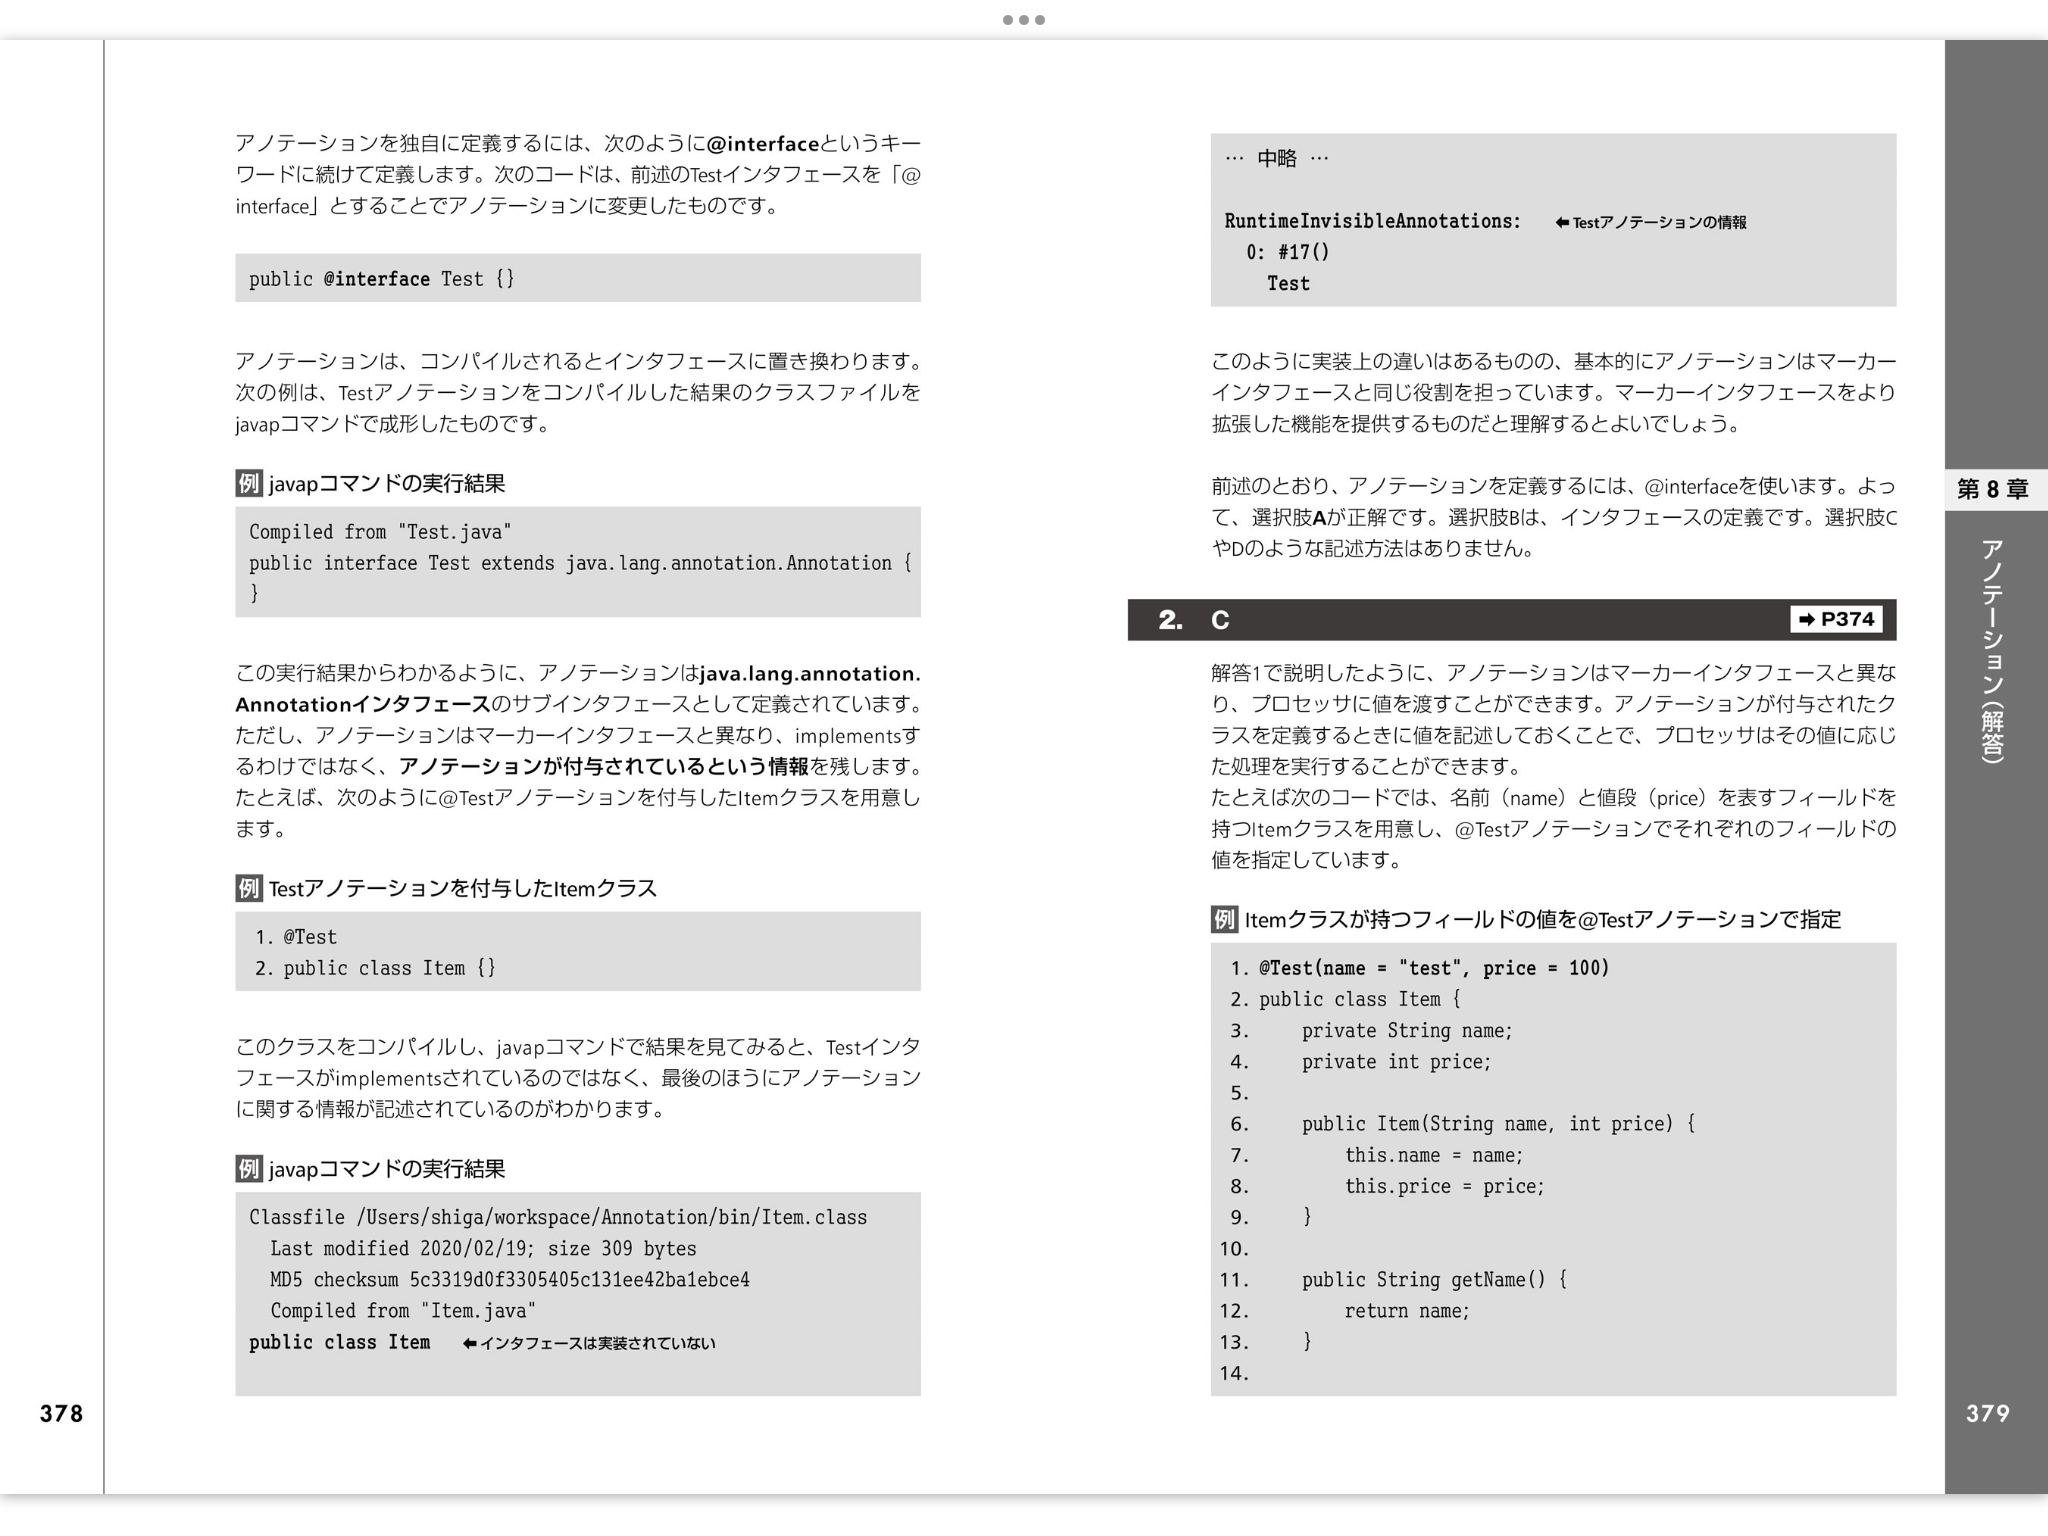 アノテーションを独自に定義するには、次のように@interfaceというキー
ワードに続けて定義します。次のコードは、前述のTestインタフェースを「@
interface」とすることでアノテーションに変更したものです。
public @interface Test {}
アノテーションは、コンパイルされるとインタフェースに置き換わります。
次の例は、Testアノテーションをコンパイルした結果のクラスファイルを
javapコマンドで成形したものです。
例 javapコマンドの実行結果
Compiled from "Test.java"
public interface Test extends java.lang.annotation.Annotation {
}
この実行結果からわかるように、アノテーションはjava.lang.annotation.
Annotationインタフェースのサブインタフェースとして定義されています。
ただし、アノテーションはマーカーインタフェースと異なり、implementsす
るわけではなく、アノテーションが付与されているという情報を残します。
たとえば、次のように@Testアノテーションを付与したItemクラスを用意し
ます。
例 Testアノテーションを付与したItemクラス
1. @Test
2. public class Item {}
このクラスをコンパイルし、javapコマンドで結果を見てみると、Testインタ
フェースがimplementsされているのではなく、最後のほうにアノテーション
に関する情報が記述されているのがわかります。
例 javapコマンドの実行結果
Classfile /Users/shiga/workspace/Annotation/bin/Item.class
Last modified 2020/02/19; size 309 bytes
MD5 checksum 5c3319d0f3305405c131ee42ba1ebce4
Compiled from "Item.java"
public class Item ←インタフェースは実装されていない
378
… 中略 …
RuntimeInvisibleAnnotations: ←Testアノテーションの情報
0: #17()
Test
このように実装上の違いはあるものの、基本的にアノテーションはマーカー
インタフェースと同じ役割を担っています。マーカーインタフェースをより
拡張した機能を提供するものだと理解するとよいでしょう。
前述のとおり、アノテーションを定義するには、@interfaceを使います。よっ
て、選択肢Aが正解です。選択肢Bは、インタフェースの定義です。選択肢C
やDのような記述方法はありません。
2. C ➡ P374
解答1で説明したように、アノテーションはマーカーインタフェースと異な
り、プロセッサに値を渡すことができます。アノテーションが付与されたク
ラスを定義するときに値を記述しておくことで、プロセッサはその値に応じ
た処理を実行することができます。
たとえば次のコードでは、名前（name）と値段（price）を表すフィールドを
持つItemクラスを用意し、@Testアノテーションでそれぞれのフィールドの
値を指定しています。
例 Itemクラスが持つフィールドの値を@Testアノテーションで指定
1. @Test(name = "test", price = 100)
2. public class Item {
3. private String name;
4. private int price;
5.
6. public Item(String name, int price) {
7. this.name = name;
8. this.price = price;
9. }
10.
11. public String getName() {
12. return name;
13. }
14.
第8章
アノテーション（解答）
379